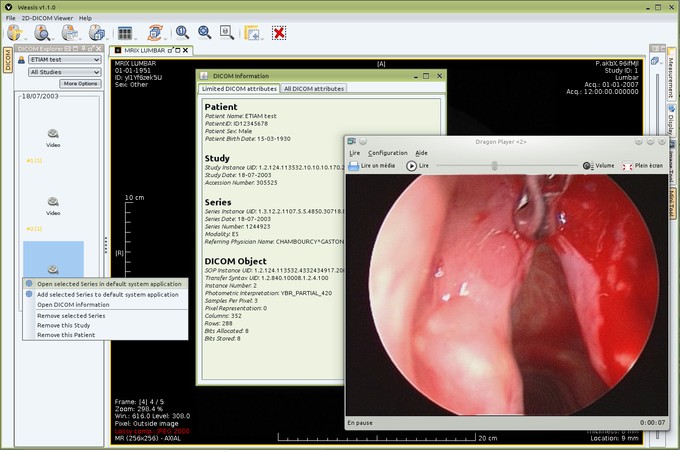 Weasis v1.1.0
File 2D-DICOM Viewer Help
DICOM
DICOM Explorer
ETIAM test
All Studies
More Options
18/07/2003
Video
Video
Open selected Series in default system application
Add selected Series to default system application
Open DICOM information
Remove selected Series
Remove this Study
Remove this Patient
MRIX LUMBAR
MRIX LUMBAR
01-01-1951
Sex: Other
[A]
Study ID: 1
Lumbar
Acq.: 01-01-2007
Acq.: 12:00:00.000000
10 cm
[R]
DICOM Information
Limited DICOM attributes All DICOM attributes
Patient
Patient Name: ETIAM test
PatientID: ID12345678
Patient Sex: Male
Patient Birth Date: 15-03-1930
Study
Study Instance UID: 1.2.124.113532.10.10.10.170.2
Study Date: 18-07-2003
Accession Number: 305525
Series
Series Instance UID: 1.3.12.2.1107.5.5.4850.30718.
Series Date: 18-07-2003
Series Number: 1244923
Modality: ES
Referring Physician Name: CHAMBOURCY^GASTON
DICOM Object
SOP Instance UID: 1.2.124.113532.4332434917.20
Transfer Syntax UID: 1.2.840.10008.1.2.4.100
Instance Number: 2
Photometric Interpretation: YBR_PARTIAL_420
Samples Per Pixel: 3
Pixel Representation: 0
Columns: 352
Rows: 288
Bits Allocated: 8
Bits Stored: 8
Dragon Player <2>
Lire Configuration Aide
Lire un média Lire Volume Plein écran
En pause 0:00:07
Frame: [4] 4 / 5
Zoom: 298.4 %
Win.: 616.0 Level: 308.0
Pixel: Outside image
Lossy comp.: JPEG 2000
MR (256x256) - AXIAL
20 cm
Location: 9 mm
Measurement
Display
Mini Tool